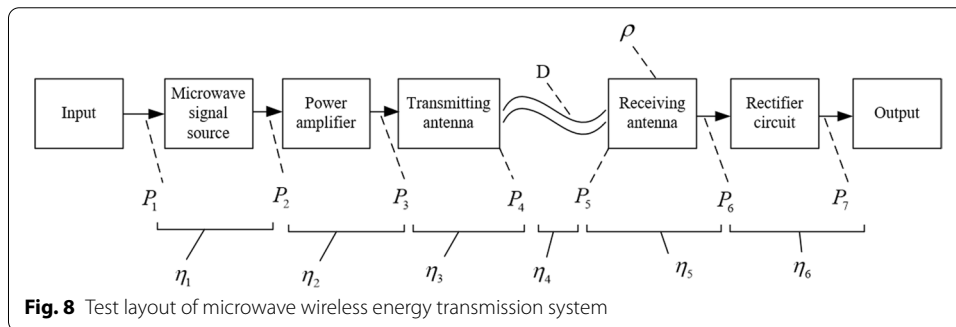 ρ
D
Input
Microwave
signal
source
Power
amplifier
Transmitting
antenna
Receiving
antenna
Rectifier
circuit
Output
P1
P2
P3
P4
P5
P6
P7
η1
η2
η3
η4
η5
η6
Fig. 8 Test layout of microwave wireless energy transmission system